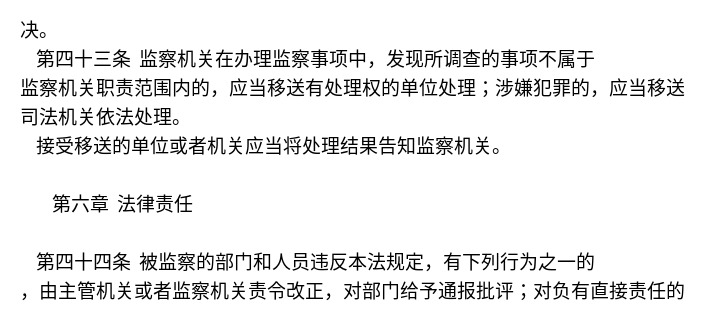 决。
第四十三条 监察机关在办理监察事项中，发现所调查的事项不属于
监察机关职责范围内的，应当移送有处理权的单位处理；涉嫌犯罪的，应当移送
司法机关依法处理。
接受移送的单位或者机关应当将处理结果告知监察机关。
第六章 法律责任
第四十四条 被监察的部门和人员违反本法规定，有下列行为之一的
，由主管机关或者监察机关责令改正，对部门给予通报批评；对负有直接责任的